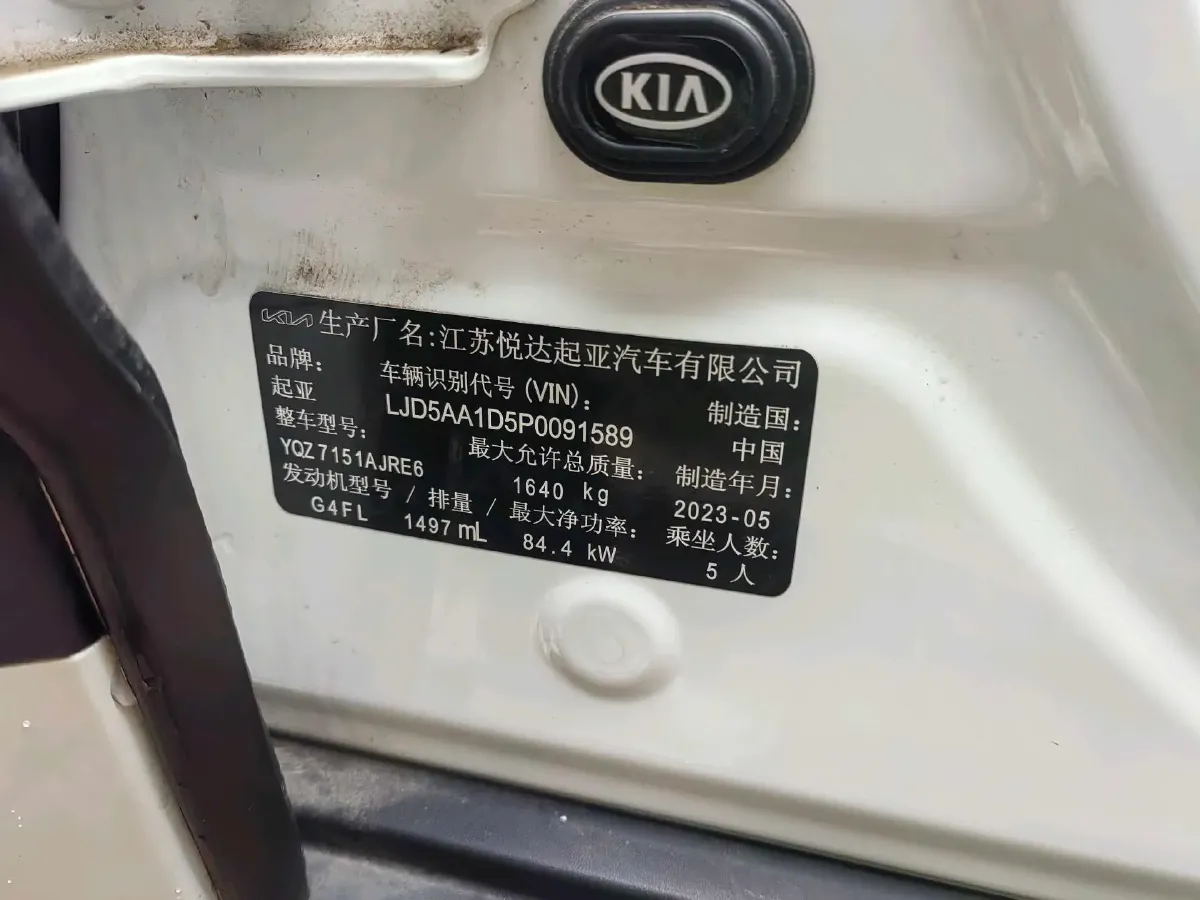 KIA
KIA 生产厂名:江苏悦达起亚汽车有限公司
品牌: 车辆识别代号(VIN): 制造国:
起亚 LJD5AA1D5P0091589 中国
整车型号: 最大允许总质量: 制造年月:
YQZ7151AJRE6 1640 kg 2023-05
发动机型号 / 排量 / 最大净功率: 乘坐人数:
G4FL 1497 mL 84.4 kW 5 人